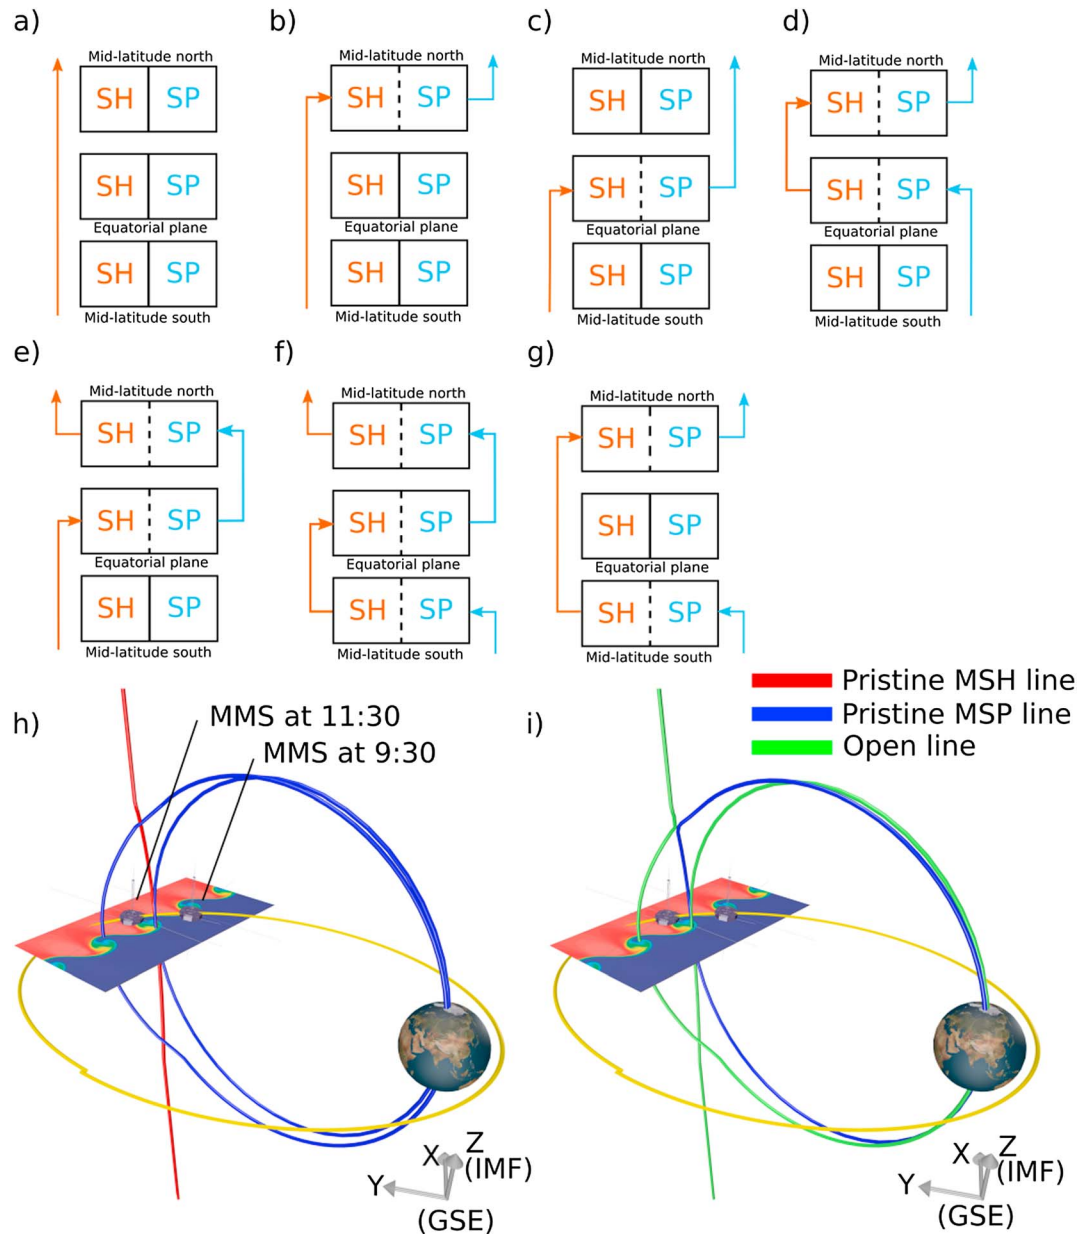 a)
b)
c)
d)
Mid-latitude north
Mid-latitude north
Mid-latitude north
Mid-latitude north
SH SP
SH SP
SH SP
SH SP
SH SP
SH SP
SH SP
SH SP
Equatorial plane
Equatorial plane
Equatorial plane
Equatorial plane
SH SP
SH SP
SH SP
SH SP
Mid-latitude south
Mid-latitude south
Mid-latitude south
Mid-latitude south
e)
f)
g)
Mid-latitude north
Mid-latitude north
Mid-latitude north
SH SP
SH SP
SH SP
SH SP
SH SP
SH SP
Equatorial plane
Equatorial plane
Equatorial plane
SH SP
SH SP
SH SP
Mid-latitude south
Mid-latitude south
Mid-latitude south
h)
MMS at 11:30
MMS at 9:30
X
Z
(IMF)
Y
(GSE)
i)
Pristine MSH line
Pristine MSP line
Open line
X
Z
(IMF)
Y
(GSE)